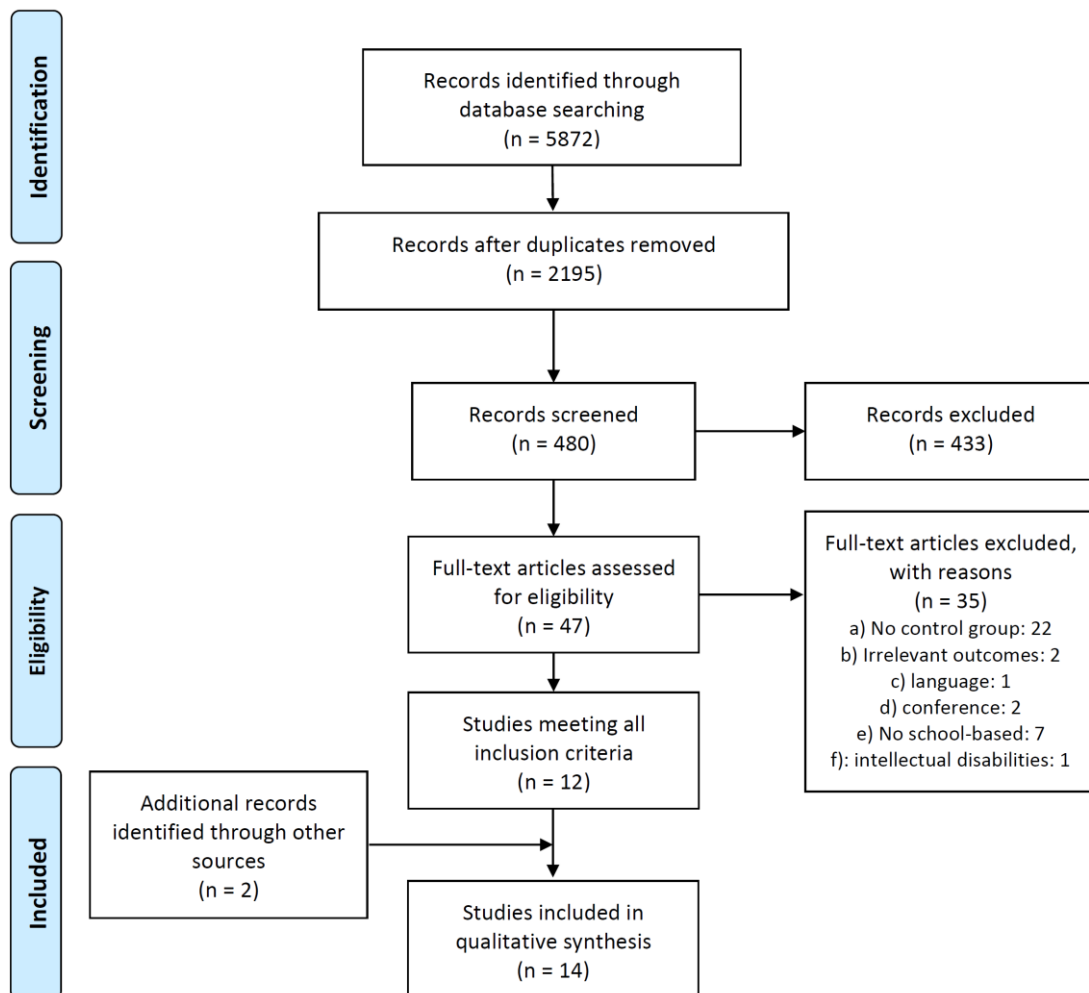 Identification
Records identified through
database searching
(n = 5872)
Records after duplicates removed
(n = 2195)
Screening
Records screened
(n = 480)
Records excluded
(n = 433)
Eligibility
Full-text articles assessed
for eligibility
(n = 47)
Full-text articles excluded,
with reasons
(n = 35)
a) No control group: 22
b) Irrelevant outcomes: 2
c) language: 1
d) conference: 2
e) No school-based: 7
f): intellectual disabilities: 1
Studies meeting all
inclusion criteria
(n = 12)
Included
Additional records
identified through other
sources
(n = 2)
Studies included in
qualitative synthesis
(n = 14)